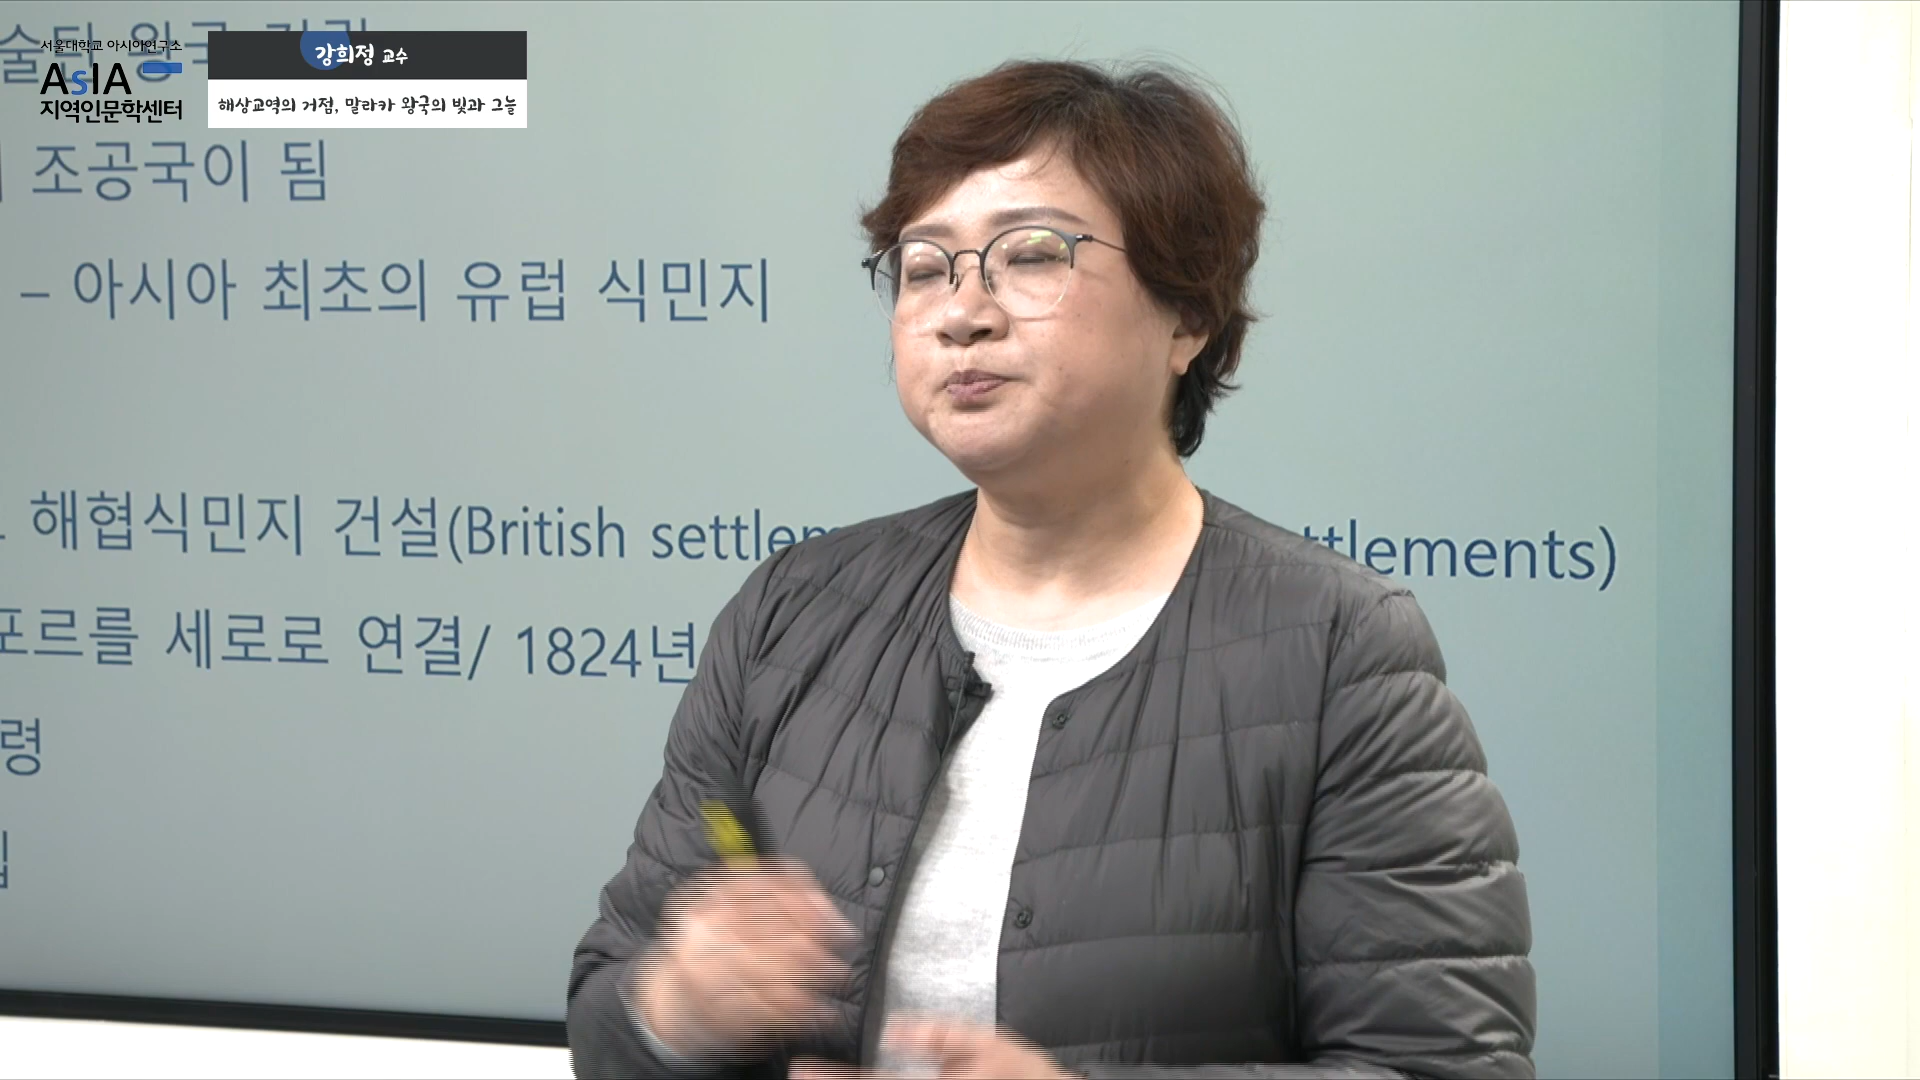 서울대학교 아시아연구소
AsIA
지역인문학센터
강희정 교수
해상교역의 거점, 말라카 왕국의 빛과 그늘
조공국이 됨
– 아시아 최초의 유럽 식민지
해협식민지 건설(British settlem ttlements)
포르를 세로로 연결/ 1824년
령